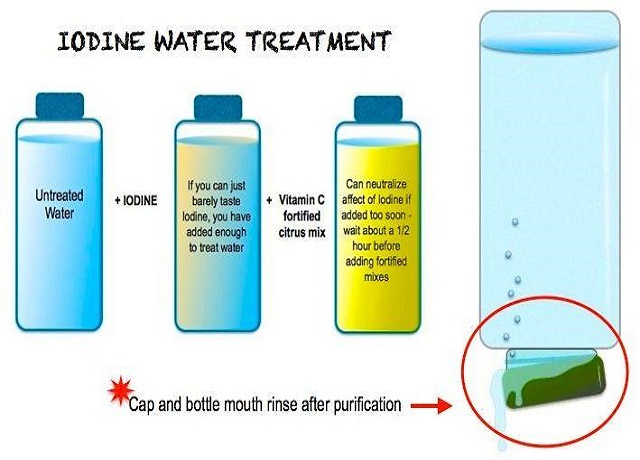 IODINE WATER TREATMENT
Untreated
Water
+ IODINE
If you can just
barely taste
Iodine, you have
added enough
to treat water
+ Vitamin C
fortified
citrus mix
Can neutralize
affect of Iodine if
added too soon -
wait about a 1/2
hour before
adding fortified
mixes
Cap and bottle mouth rinse after purification